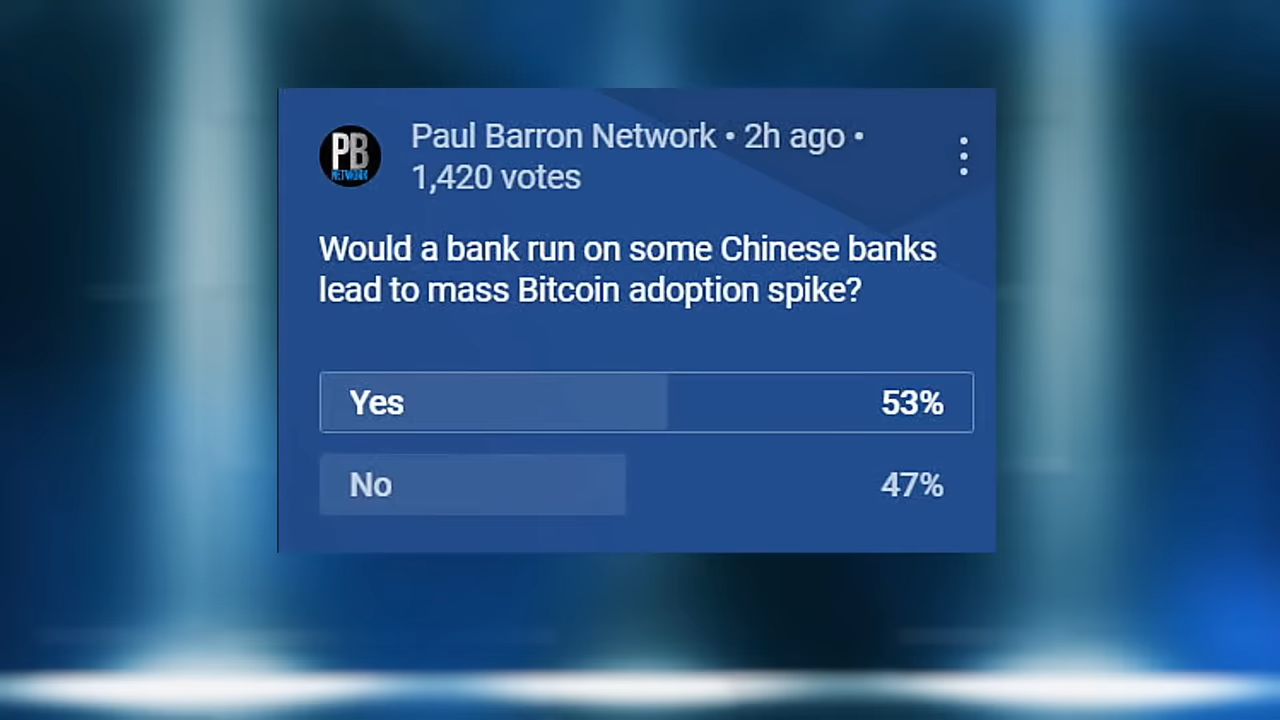 PB
NETWORK
Paul Barron Network • 2h ago •
1,420 votes
Would a bank run on some Chinese banks
lead to mass Bitcoin adoption spike?
Yes 53%
No 47%